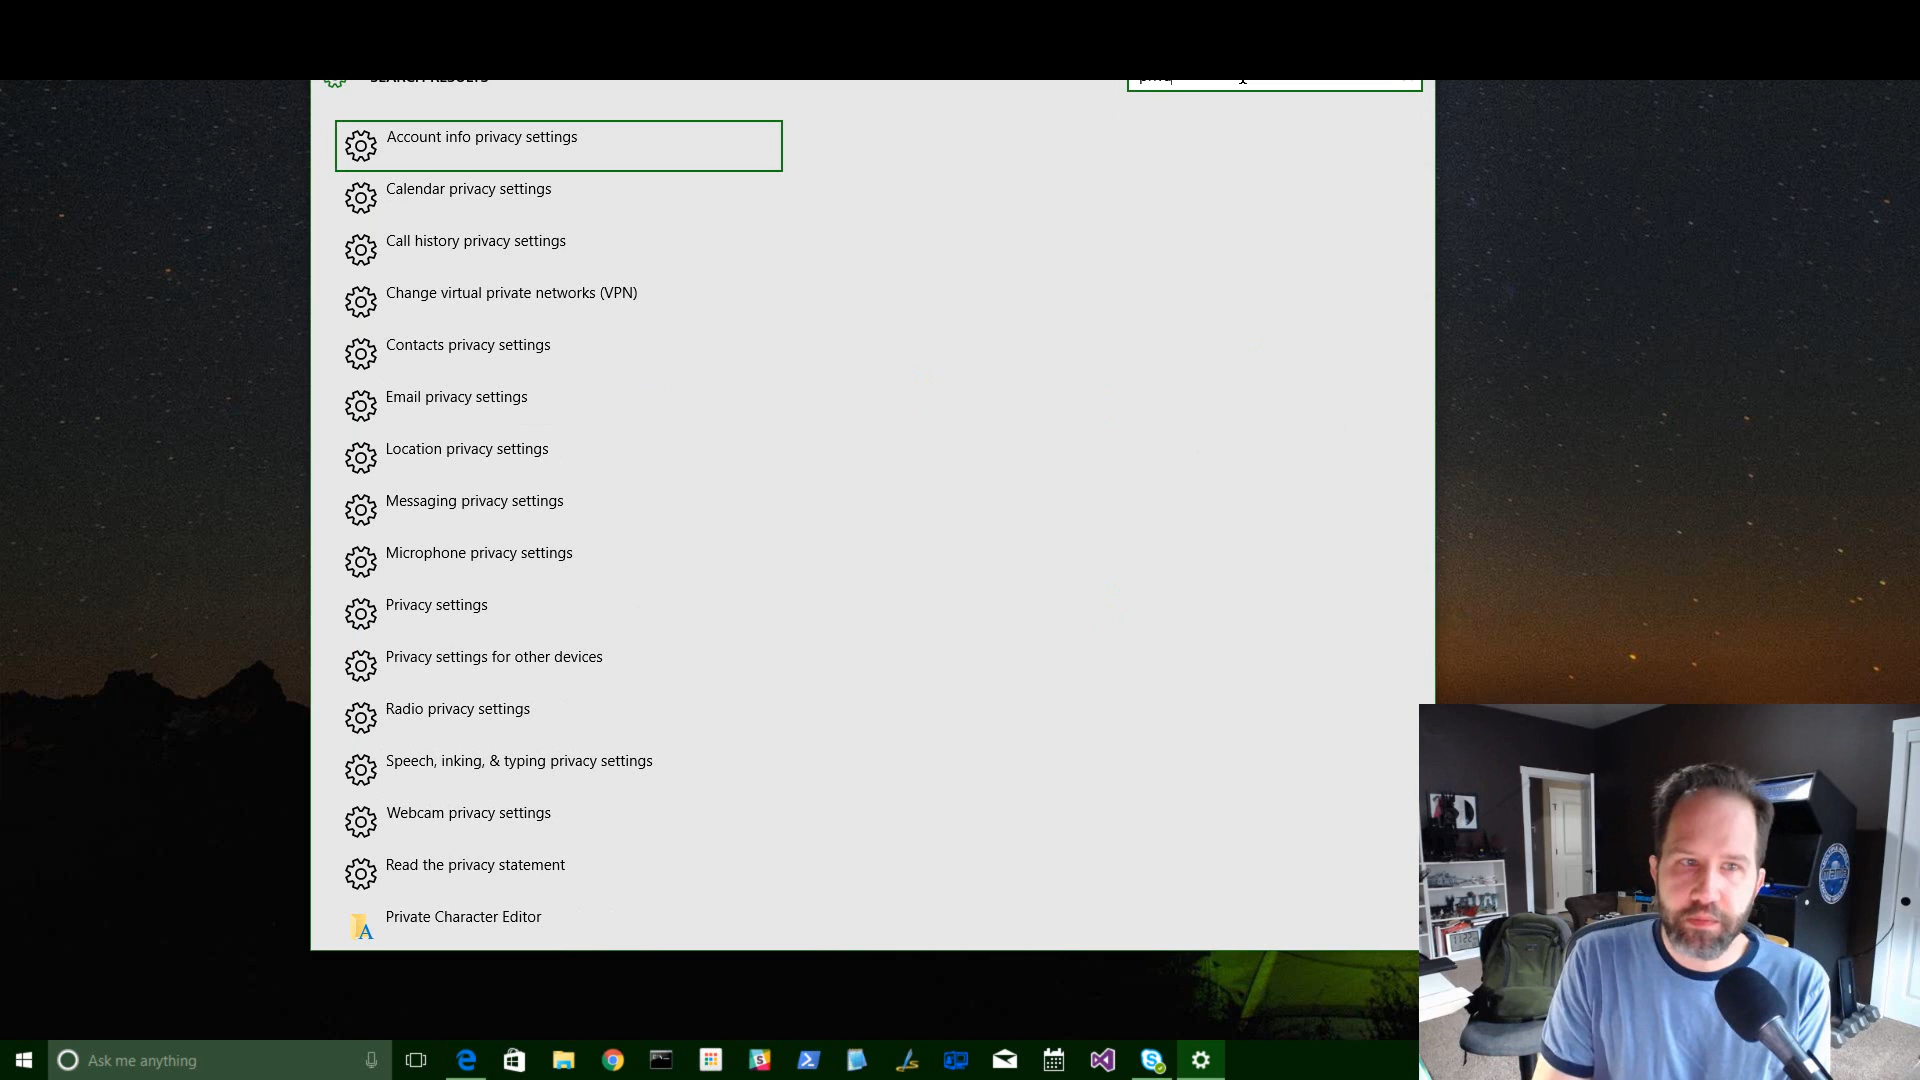 SEARCH RESULTS
Account info privacy settings
Calendar privacy settings
Call history privacy settings
Change virtual private networks (VPN)
Contacts privacy settings
Email privacy settings
Location privacy settings
Messaging privacy settings
Microphone privacy settings
Privacy settings
Privacy settings for other devices
Radio privacy settings
Speech, inking, & typing privacy settings
Webcam privacy settings
Read the privacy statement
Private Character Editor
Ask me anything